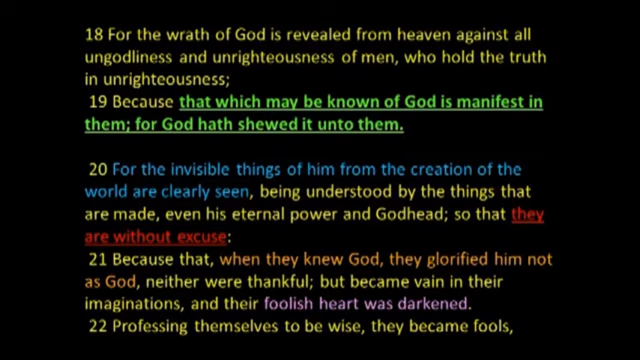 18 For the wrath of God is revealed from heaven against all
ungodliness and unrighteousness of men, who hold the truth
in unrighteousness;
19 Because that which may be known of God is manifest in
them; for God hath shewed it unto them.
20 For the invisible things of him from the creation of the
world are clearly seen, being understood by the things that
are made, even his eternal power and Godhead; so that they
are without excuse:
21 Because that, when they knew God, they glorified him not
as God, neither were thankful; but became vain in their
imaginations, and their foolish heart was darkened.
22 Professing themselves to be wise, they became fools,